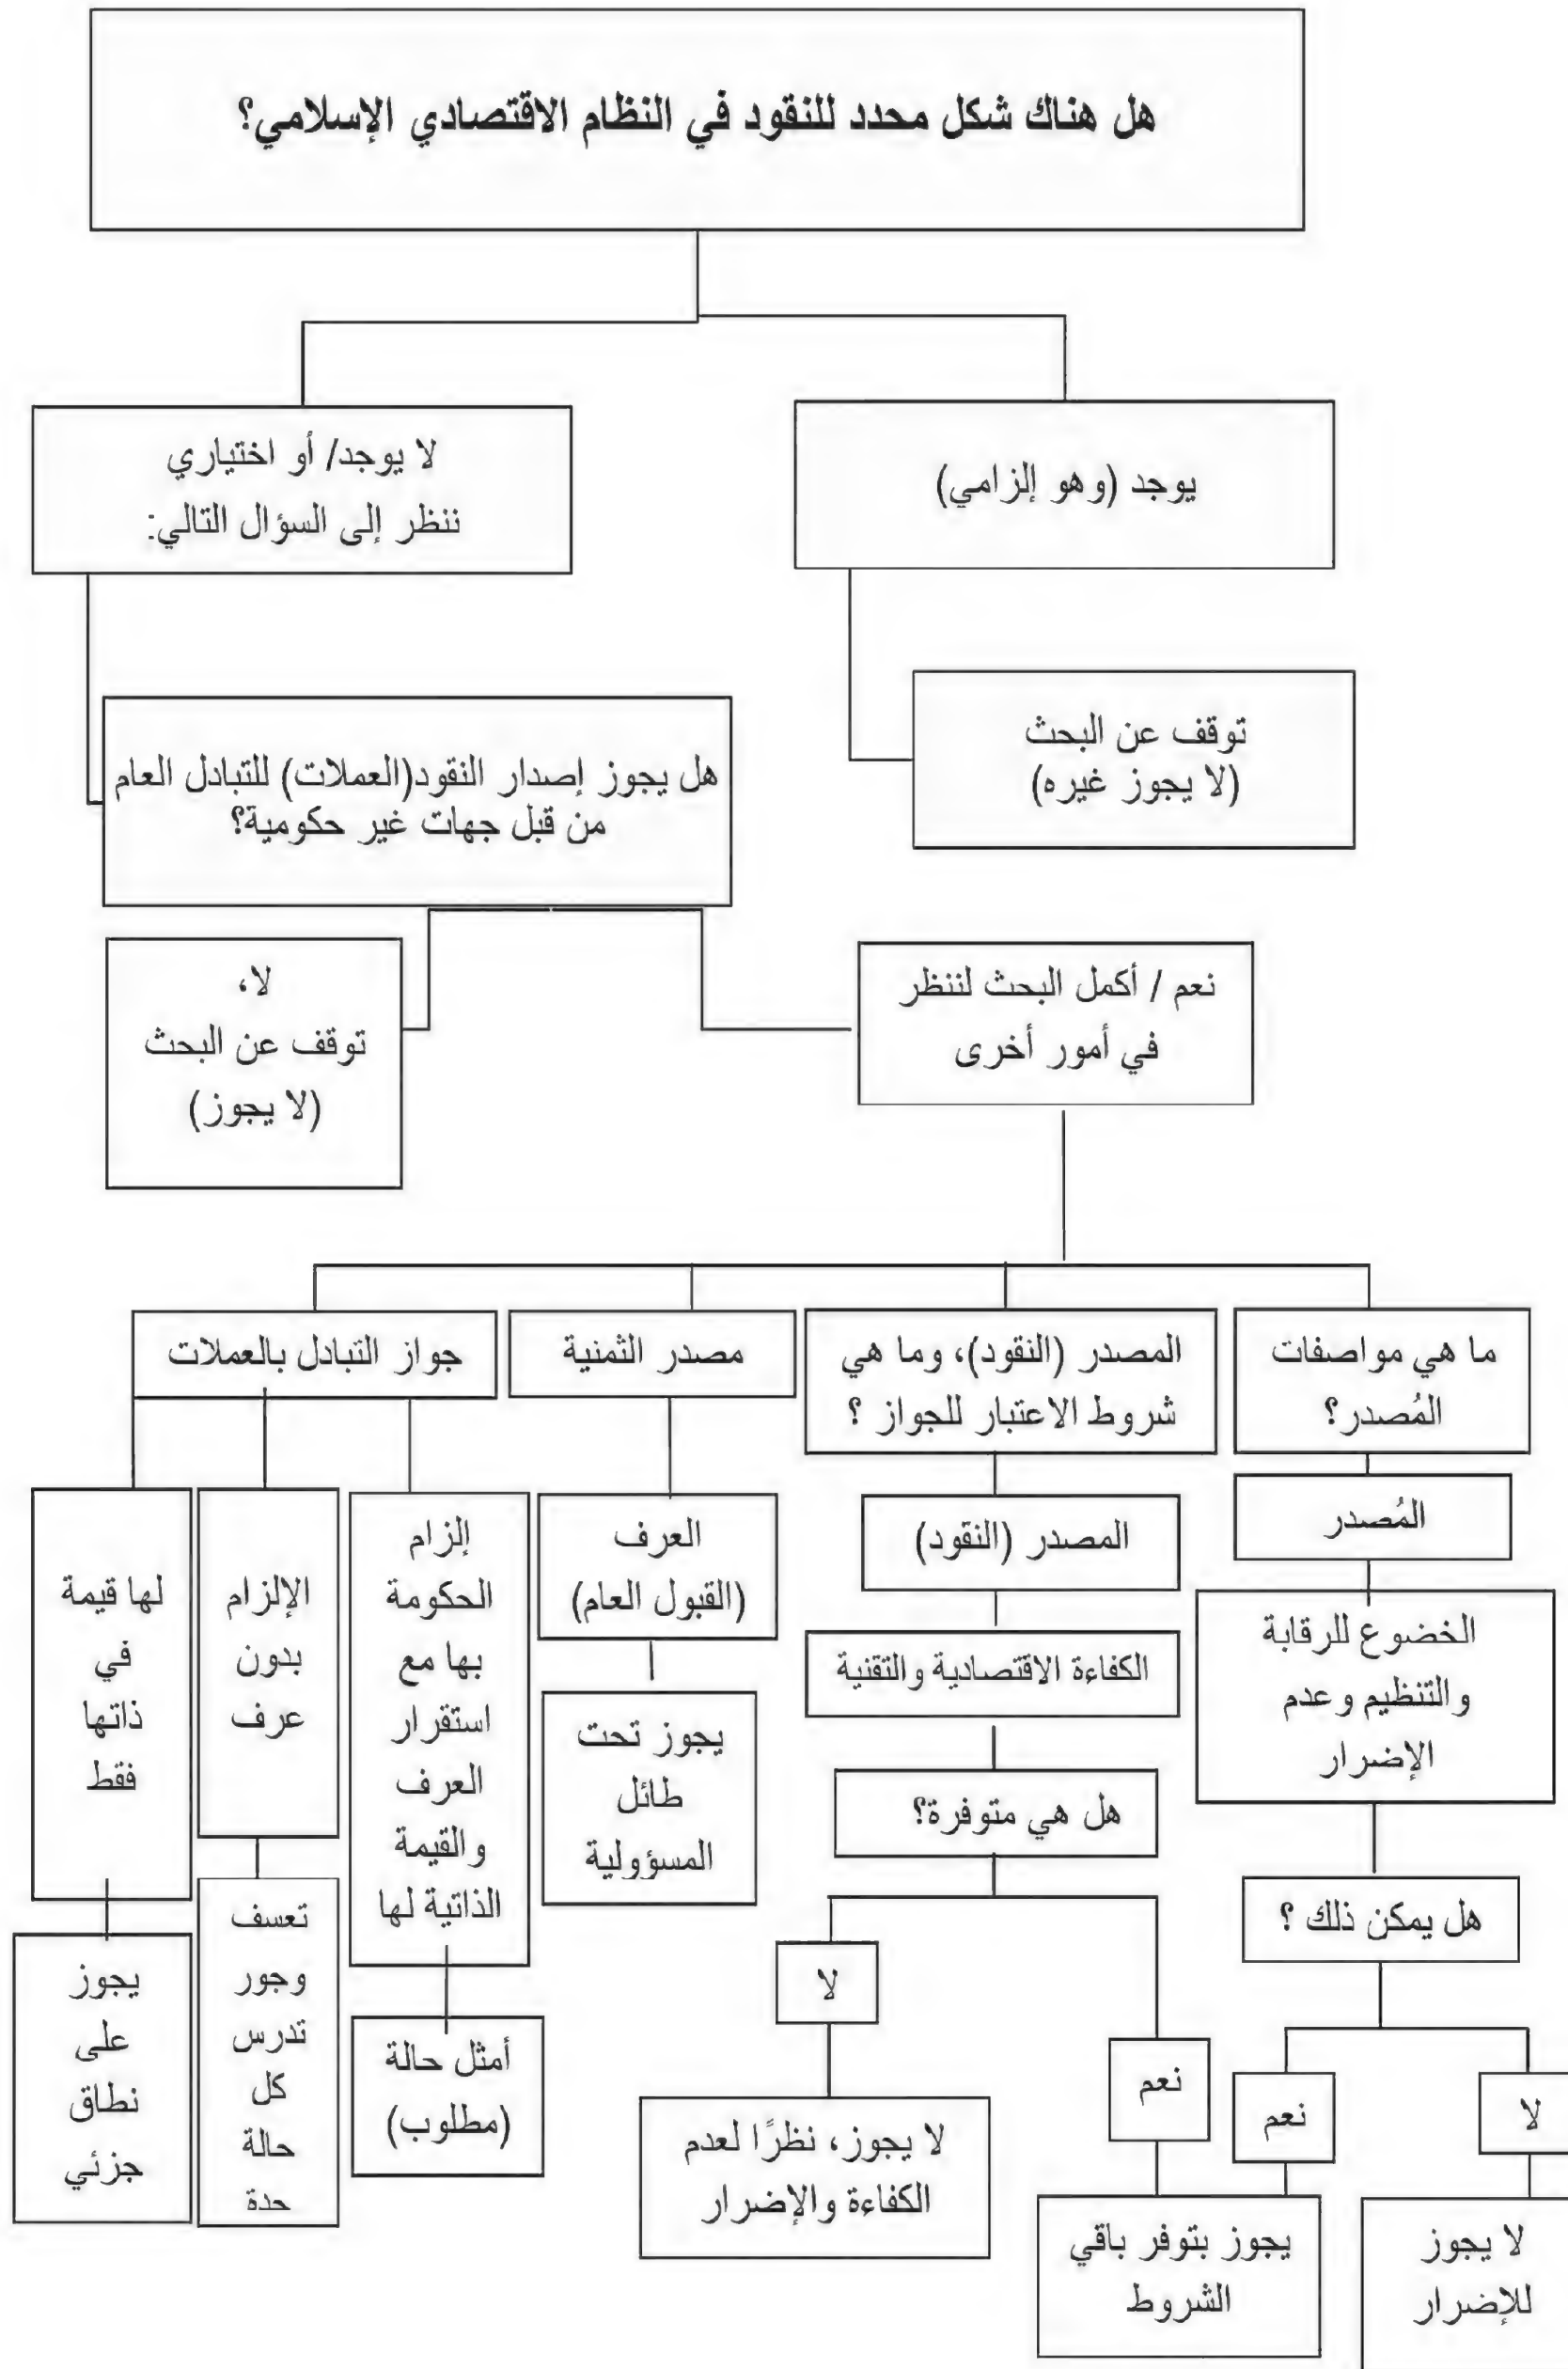 هل هناك شكل محدد للنقود في النظام الاقتصادي الإسلامي؟
يوجد (وهو إلزامي)
لا يوجد/ أو اختياري
ننظر إلى السؤال التالي:
توقف عن البحث
(لا يجوز غيره)
هل يجوز إصدار النقود(العملات) للتبادل العام
من قبل جهات غير حكومية؟
نعم / أكمل البحث لننظر
في أمور أخرى
لا،
توقف عن البحث
(لا يجوز)
ما هي مواصفات
المُصدر؟
المُصدر
الخضوع للرقابة
والتنظيم وعدم
الإضرار
هل يمكن ذلك ؟
لا
لا يجوز
للإضرار
نعم
المصدر (النقود)، وما هي
شروط الاعتبار للجواز ؟
المصدر (النقود)
الكفاءة الاقتصادية والتقنية
هل هي متوفرة؟
نعم
يجوز بتوفر باقي
الشروط
لا
لا يجوز، نظرًا لعدم
الكفاءة والإضرار
مصدر الثمنية
العرف
(القبول العام)
يجوز تحت
طائل
المسؤولية
جواز التبادل بالعملات
إلزام
الحكومة
بها مع
استقرار
العرف
والقيمة
الذاتية لها
أمثل حالة
(مطلوب)
الإلزام
بدون
عرف
تعسف
وجور
تدرس
كل
حالة
حدة
لها قيمة
في
ذاتها
فقط
يجوز
على
نطاق
جزئي